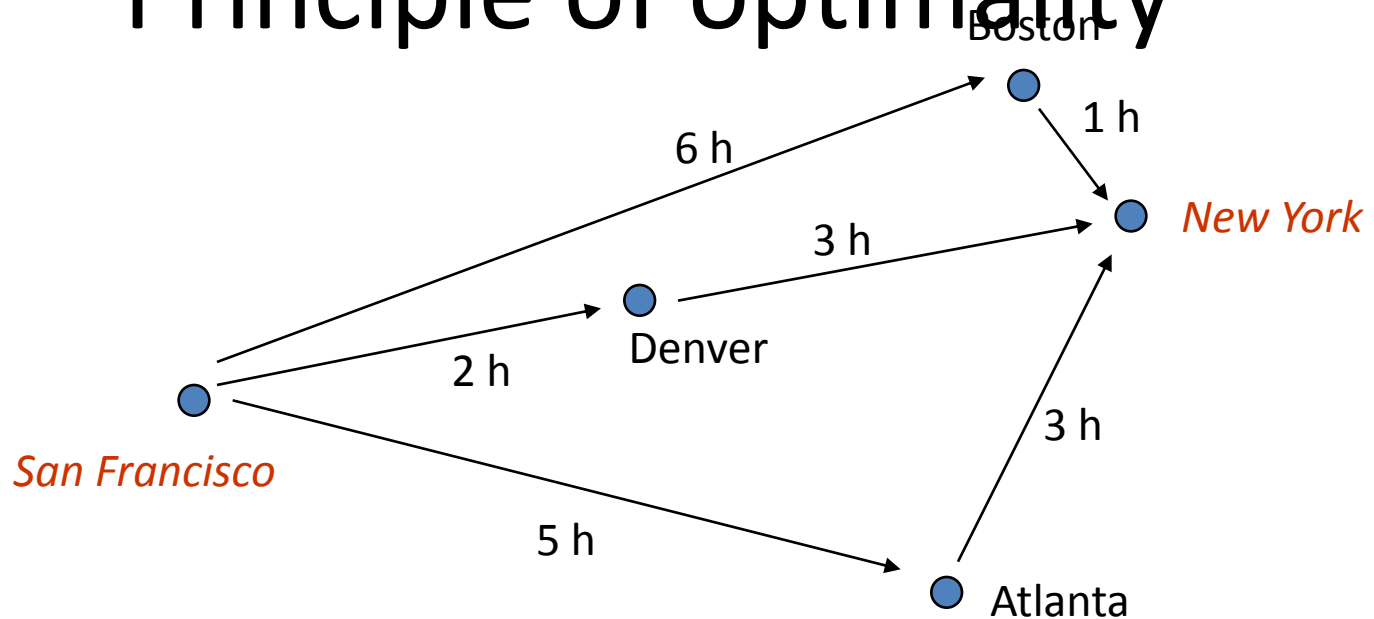 Principle of optimality
Boston
1 h
6 h
New York
3 h
Denver
2 h
3 h
San Francisco
5 h
Atlanta